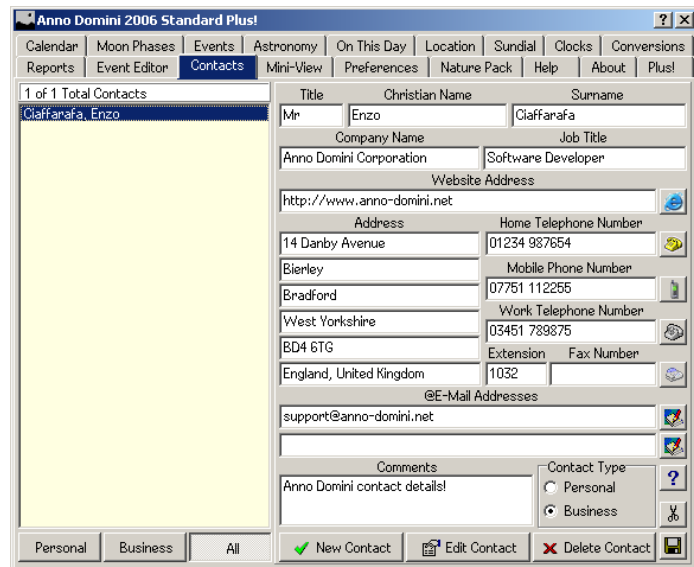 Anno Domini 2006 Standard Plus!
Calendar Moon Phases Events Astronomy On This Day Location Sundial Clocks Conversions
Reports Event Editor Contacts Mini-View Preferences Nature Pack Help About Plus!
1 of 1 Total Contacts
Ciaffarafa, Enzo
Title Christian Name Surname
Mr Enzo Ciaffarafa
Company Name Job Title
Anno Domini Corporation Software Developer
Website Address
http://www.anno-domini.net
Address Home Telephone Number
14 Danby Avenue 01234 987654
Bierley Mobile Phone Number
Bradford 07751 112255
West Yorkshire Work Telephone Number
BD4 6TG 03451 789875
Extension Fax Number
England, United Kingdom 1032
@E-Mail Addresses
support@anno-domini.net
Comments Contact Type
Anno Domini contact details! Personal
Business
?
Personal Business All New Contact Edit Contact Delete Contact